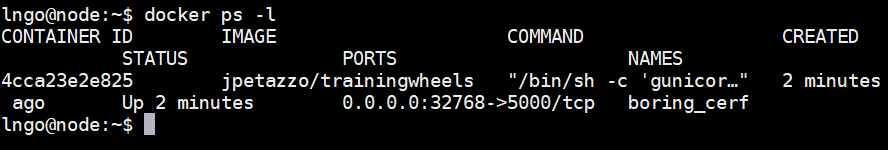 lngo@node:~$ docker ps -l
CONTAINER ID        IMAGE                     COMMAND                  CREATED
          STATUS              PORTS                     NAMES
4cca23e2e825        jpetazzo/trainingwheels   "/bin/sh -c 'gunicor…"   2 minutes
 ago      Up 2 minutes        0.0.0.0:32768->5000/tcp   boring_cerf
lngo@node:~$